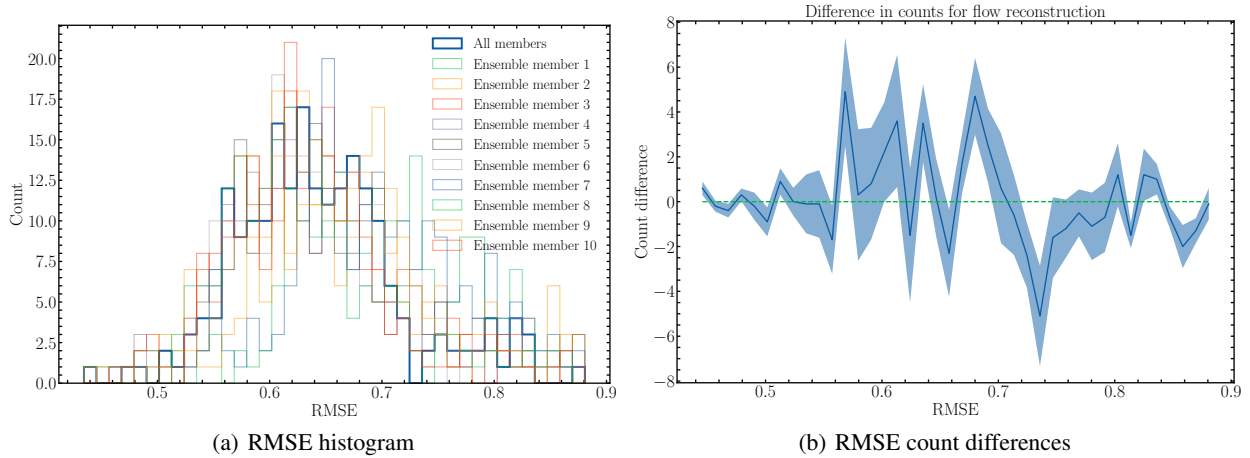 20.0
17.5
15.0
12.5
10.0
7.5
5.0
2.5
0.0
Count
0.5
0.6
0.7
0.8
0.9
RMSE
All members
Ensemble member 1
Ensemble member 2
Ensemble member 3
Ensemble member 4
Ensemble member 5
Ensemble member 6
Ensemble member 7
Ensemble member 8
Ensemble member 9
Ensemble member 10
(a) RMSE histogram
Difference in counts for flow reconstruction
8
6
4
2
0
−2
−4
−6
−8
Count difference
0.5
0.6
0.7
0.8
0.9
RMSE
(b) RMSE count differences